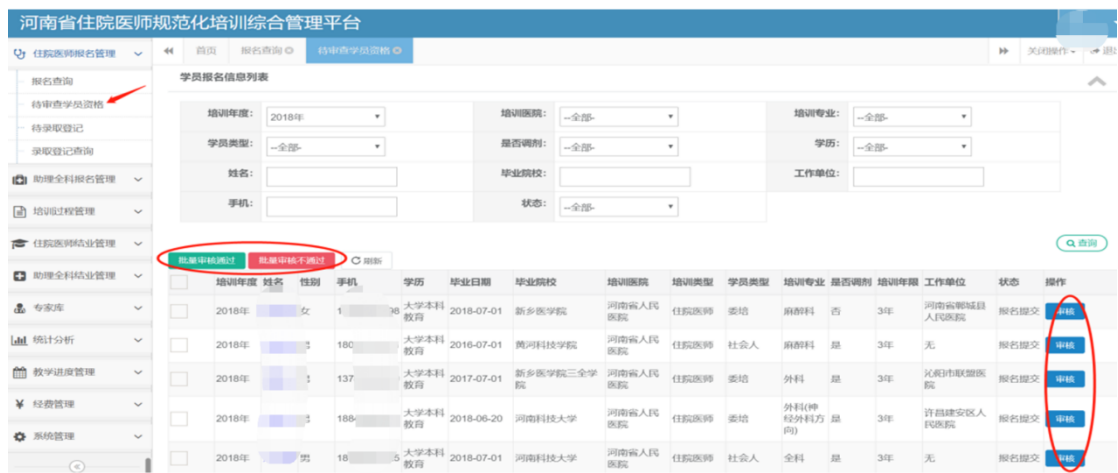 河南省住院医师规范化培训综合管理平台
住院医师报名管理
首页 报名查询 待审查学员资格 关闭操作
报名查询
待审查学员资格
待录取登记
录取登记查询
助理全科报名管理
培训过程管理
住院医师结业管理
助理全科结业管理
专家库
统计分析
教学进度管理
经费管理
系统管理
学员报名信息列表
培训年度: 2018年 培训医院: --全部- 培训专业: --全部-
学员类型: --全部- 是否调剂: --全部- 学历: --全部-
姓名: 毕业院校: 工作单位:
手机: 状态: --全部-
查询
批量审核通过 批量审核不通过 刷新
培训年度 姓名 性别 手机 学历 毕业日期 毕业院校 培训医院 培训类型 学员类型 培训专业 是否调剂 培训年限 工作单位 状态 操作
2018年 女 1 98 大学本科教育 2018-07-01 新乡医学院 河南省人民医院 住院医师 委培 麻醉科 否 3年 河南省郸城县人民医院 报名提交 审核
2018年 180 大学本科教育 2016-07-01 黄河科技学院 河南省人民医院 住院医师 社会人 麻醉科 是 3年 无 报名提交 审核
2018年 137 大学本科教育 2017-07-01 新乡医学院三全学院 河南省人民医院 住院医师 委培 外科 是 3年 沁阳市联盟医院 报名提交 审核
2018年 男 188 大学本科教育 2018-06-20 河南科技大学 河南省人民医院 住院医师 委培 外科(神经外科方向) 是 3年 许昌建安区人民医院 报名提交 审核
2018年 男 18 5 大学本科教育 2018-07-01 河南科技大学 河南省人民医院 住院医师 社会人 全科 是 3年 无 报名提交 审核